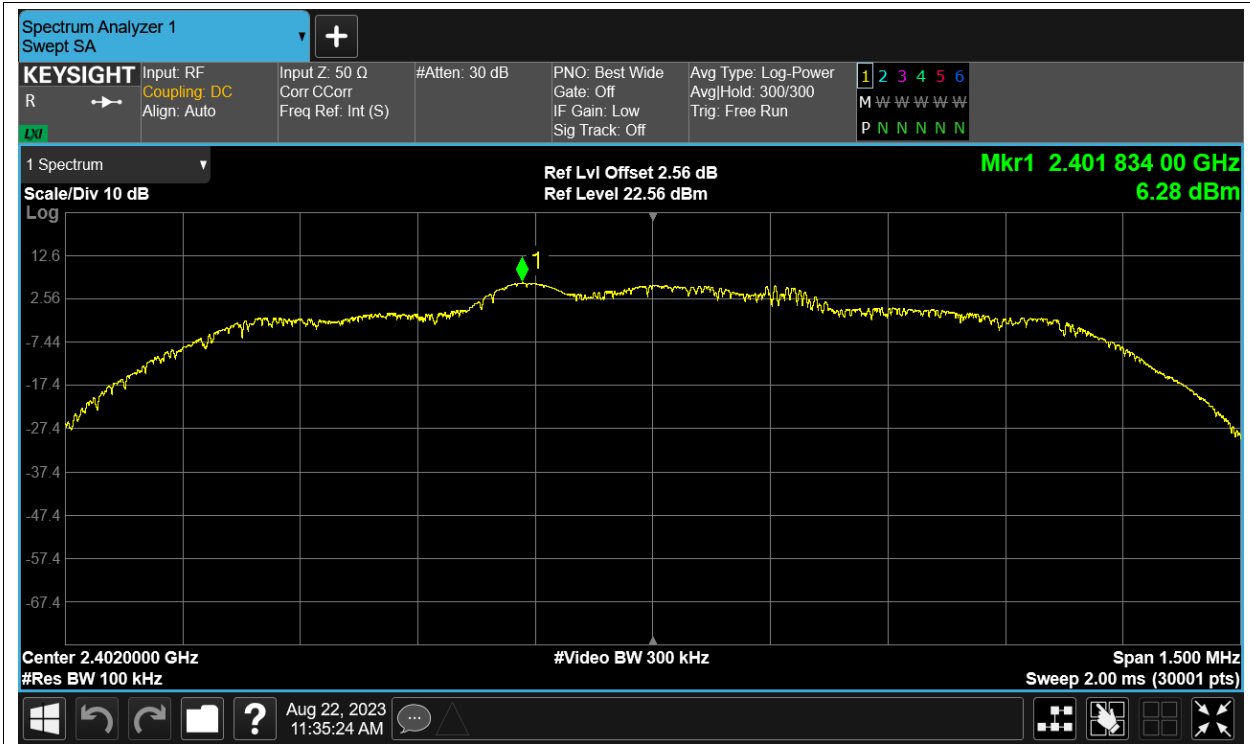 Spectrum Analyzer 1
Swept SA
KEYSIGHT
R
LXI
Input: RF
Coupling: DC
Align: Auto
Input Z: 50 Ω
Corr CCorr
Freq Ref: Int (S)
#Atten: 30 dB
PNO: Best Wide
Gate: Off
IF Gain: Low
Sig Track: Off
Avg Type: Log-Power
Avg|Hold: 300/300
Trig: Free Run
1 2 3 4 5 6
M W W W W W
P N N N N N
1 Spectrum
Scale/Div 10 dB
Log
Ref Lvl Offset 2.56 dB
Ref Level 22.56 dBm
Mkr1 2.401 834 00 GHz
6.28 dBm
1
12.6
2.56
-7.44
-17.4
-27.4
-37.4
-47.4
-57.4
-67.4
Center 2.4020000 GHz
#Video BW 300 kHz
Span 1.500 MHz
#Res BW 100 kHz
Sweep 2.00 ms (30001 pts)
?
Aug 22, 2023
11:35:24 AM